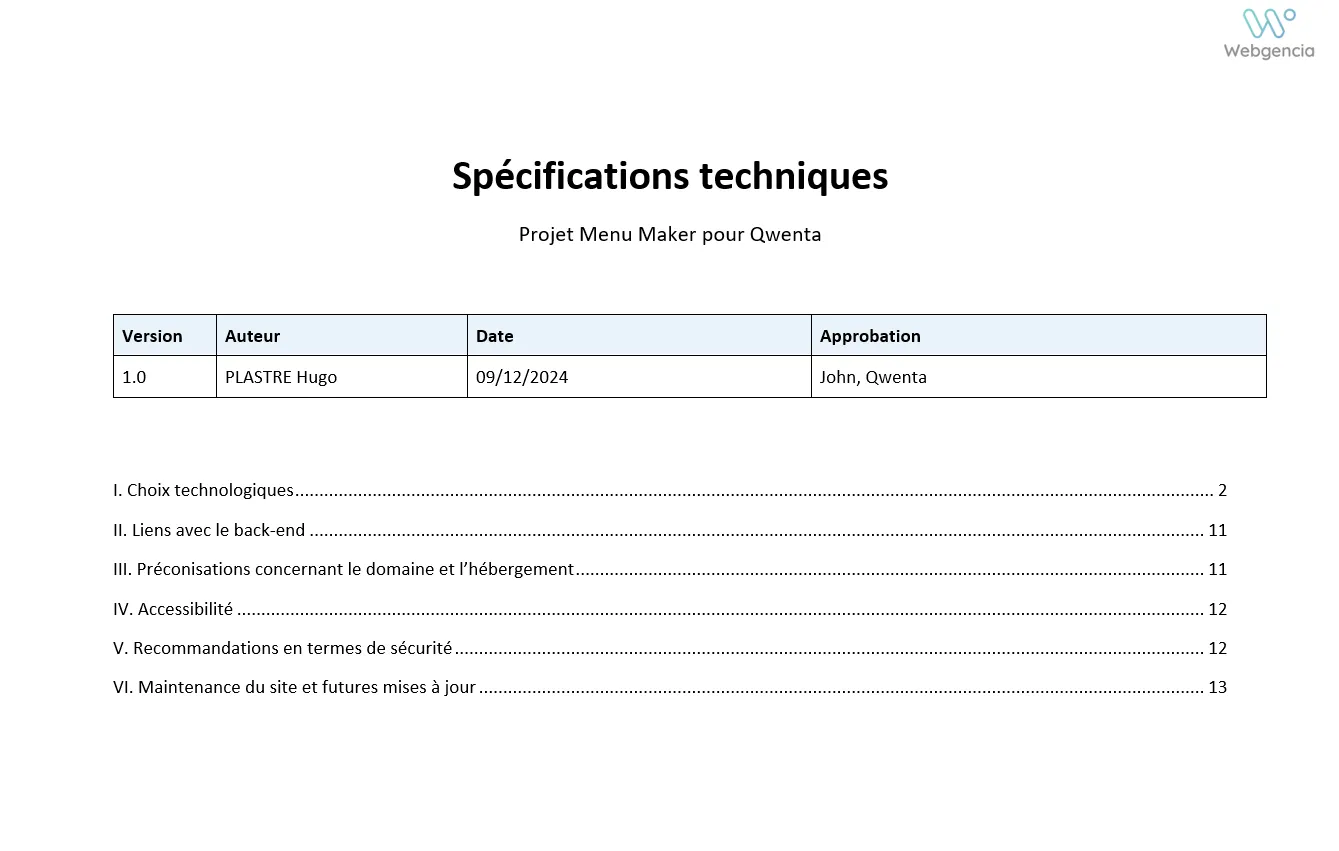 Webgencia
Spécifications techniques
Projet Menu Maker pour Qwenta
Version Auteur Date Approbation
1.0 PLASTRE Hugo 09/12/2024 John, Qwenta
I. Choix technologiques 2
II. Liens avec le back-end 11
III. Préconisations concernant le domaine et l’hébergement 11
IV. Accessibilité 12
V. Recommandations en termes de sécurité 12
VI. Maintenance du site et futures mises à jour 13